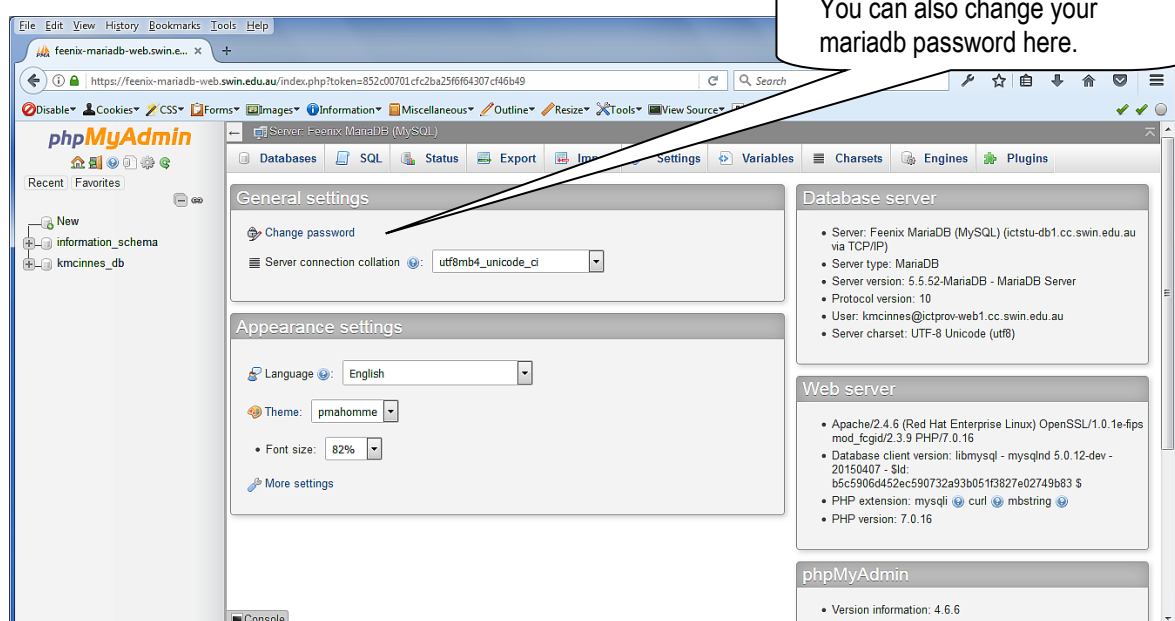 You can also change your
mariadb password here.
File Edit View History Bookmarks Tools Help
feenix-mariadb-web.swin.e... × +
https://feenix-mariadb-web.swin.edu.au/index.php?token=852c00701cfc2ba25f6f64307cf46b49
Search
Disable Cookies CSS Forms Images Information Miscellaneous Outline Resize Tools View Source
phpMyAdmin
Recent Favorites
New
information_schema
kmcinnes_db
Server: Feenix MariaDB (MySQL)
Databases SQL Status Export Settings Variables Charsets Engines Plugins
General settings
Change password
Server connection collation : utf8mb4_unicode_ci
Appearance settings
Language : English
Theme: pmahomme
• Font size: 82%
More settings
Database server
• Server: Feenix MariaDB (MySQL) (ictstu-db1.cc.swin.edu.au
via TCP/IP)
• Server type: MariaDB
• Server version: 5.5.52-MariaDB - MariaDB Server
• Protocol version: 10
• User: kmcinnes@ictprov-web1.cc.swin.edu.au
• Server charset: UTF-8 Unicode (utf8)
Web server
• Apache/2.4.6 (Red Hat Enterprise Linux) OpenSSL/1.0.1e-fips
mod_fcgid/2.3.9 PHP/7.0.16
• Database client version: libmysql - mysqlnd 5.0.12-dev -
20150407 - $Id:
b5c5906d452ec590732a93b051f3827e02749b83 $
• PHP extension: mysqli curl mbstring
• PHP version: 7.0.16
phpMyAdmin
• Version information: 4.6.6
Console